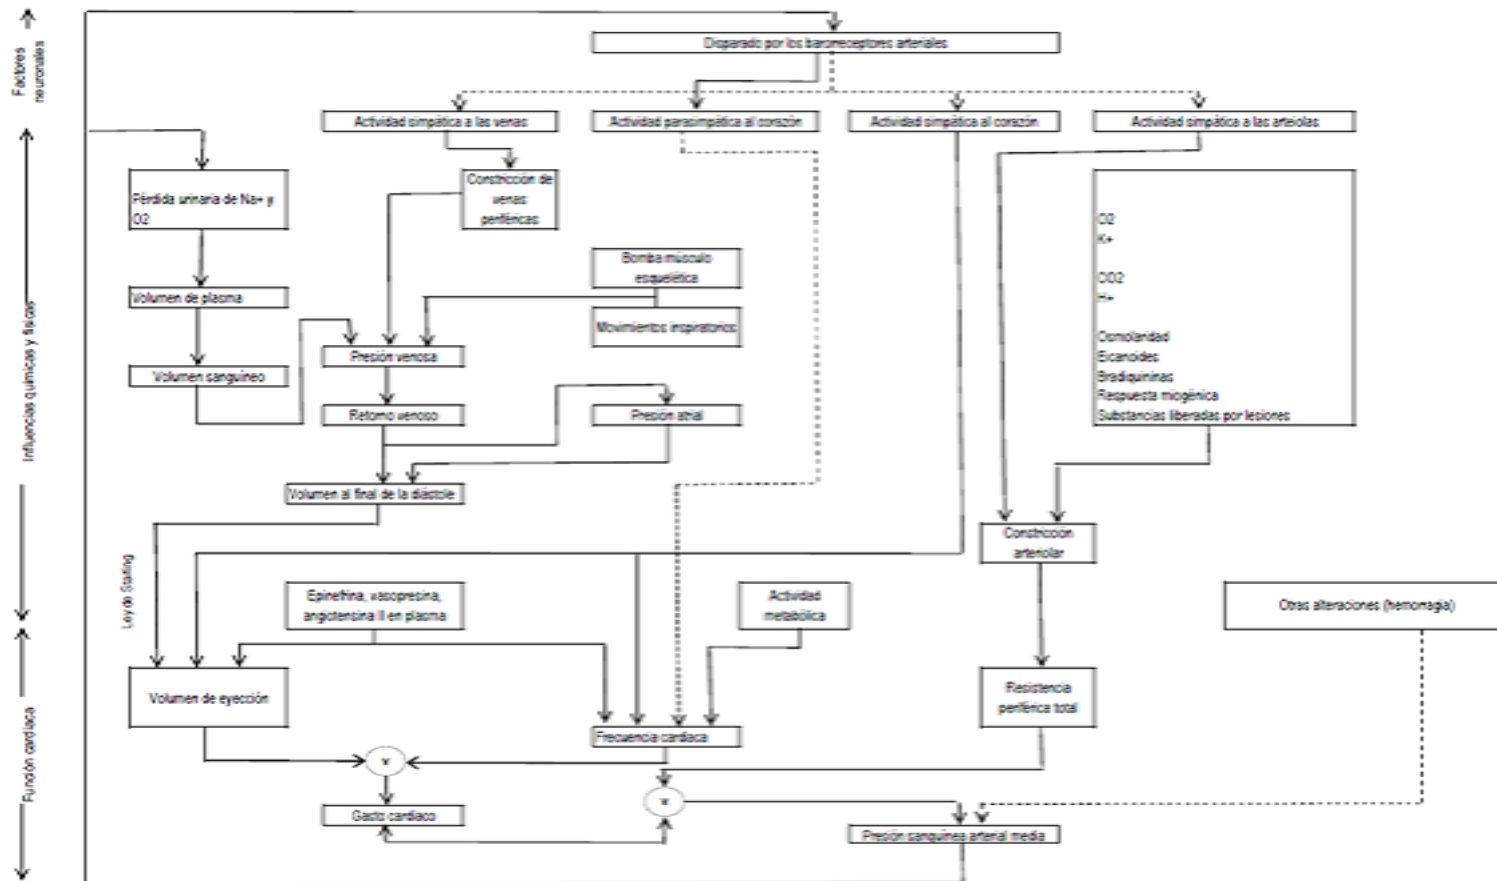 Factores
neuronales
Disparado por los baroreceptores arteriales
Actividad simpática a las venas
Actividad parasimpática al corazón
Actividad simpática al corazón
Actividad simpática a las arteiolas
Influencias químicas y físicas
Pérdida urinaria de Na+ y
O2
Constricción de
venas
periféricas
O2
K+
CO2
H+
Osmolaridad
Eicanoides
Bradiquininas
Respuesta miogénica
Substancias liberadas por lesiones
Bomba músculo
esquelética
Movimientos inspiratorios
Volumen de plasma
Presión venosa
Volumen sanguíneo
Retorno venoso
Presión atrial
Volumen al final de la diástole
Constricción
arteriolar
Ley de Starling
Epinefrina, vasopresina,
angiotensina II en plasma
Actividad
metabólica
Otras alteraciones (hemorragia)
Función cardíaca
Volumen de eyección
Resistencia
periférica total
Frecuencia cardíaca
Gasto cardíaco
Presión sanguínea arterial media